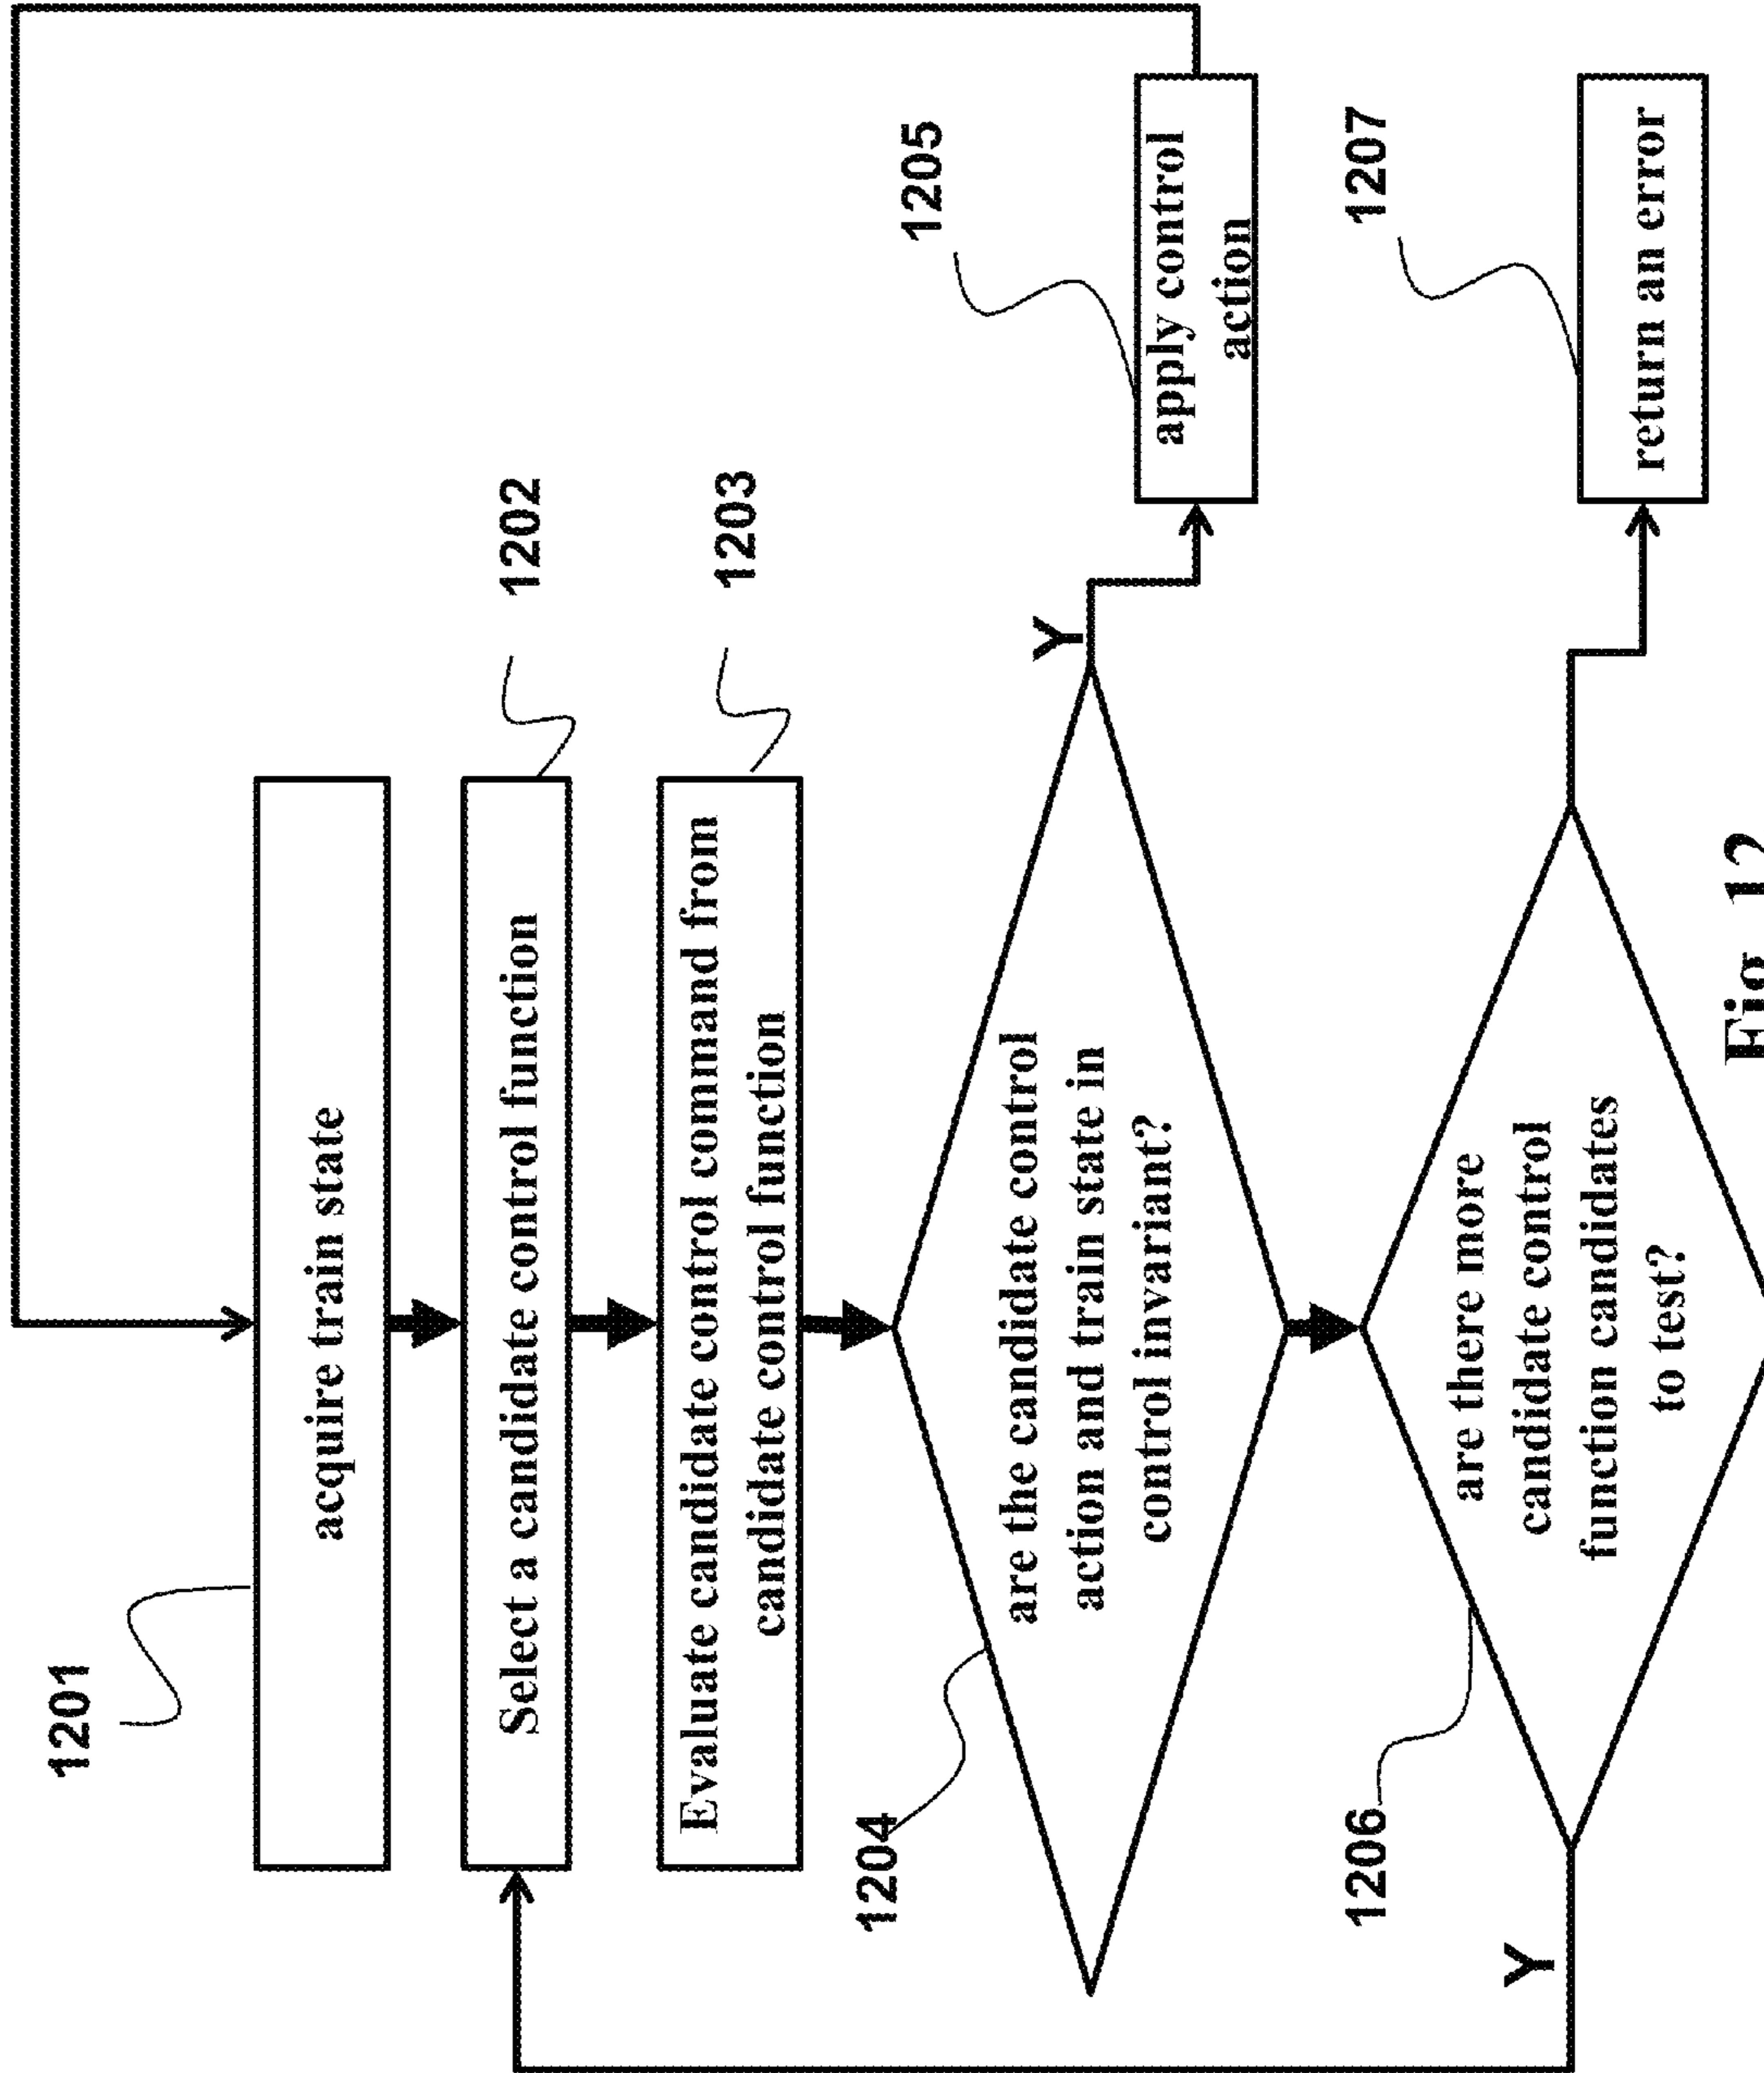 1201
acquire train state
Select a candidate control function
1202
Evaluate candidate control command from
candidate control function
1203
1204
are the candidate control
action and train state in
control invariant?
Y
1205
apply control
action
1206
are there more
candidate control
function candidates
to test?
Y
1207
return an error
Fig. 12